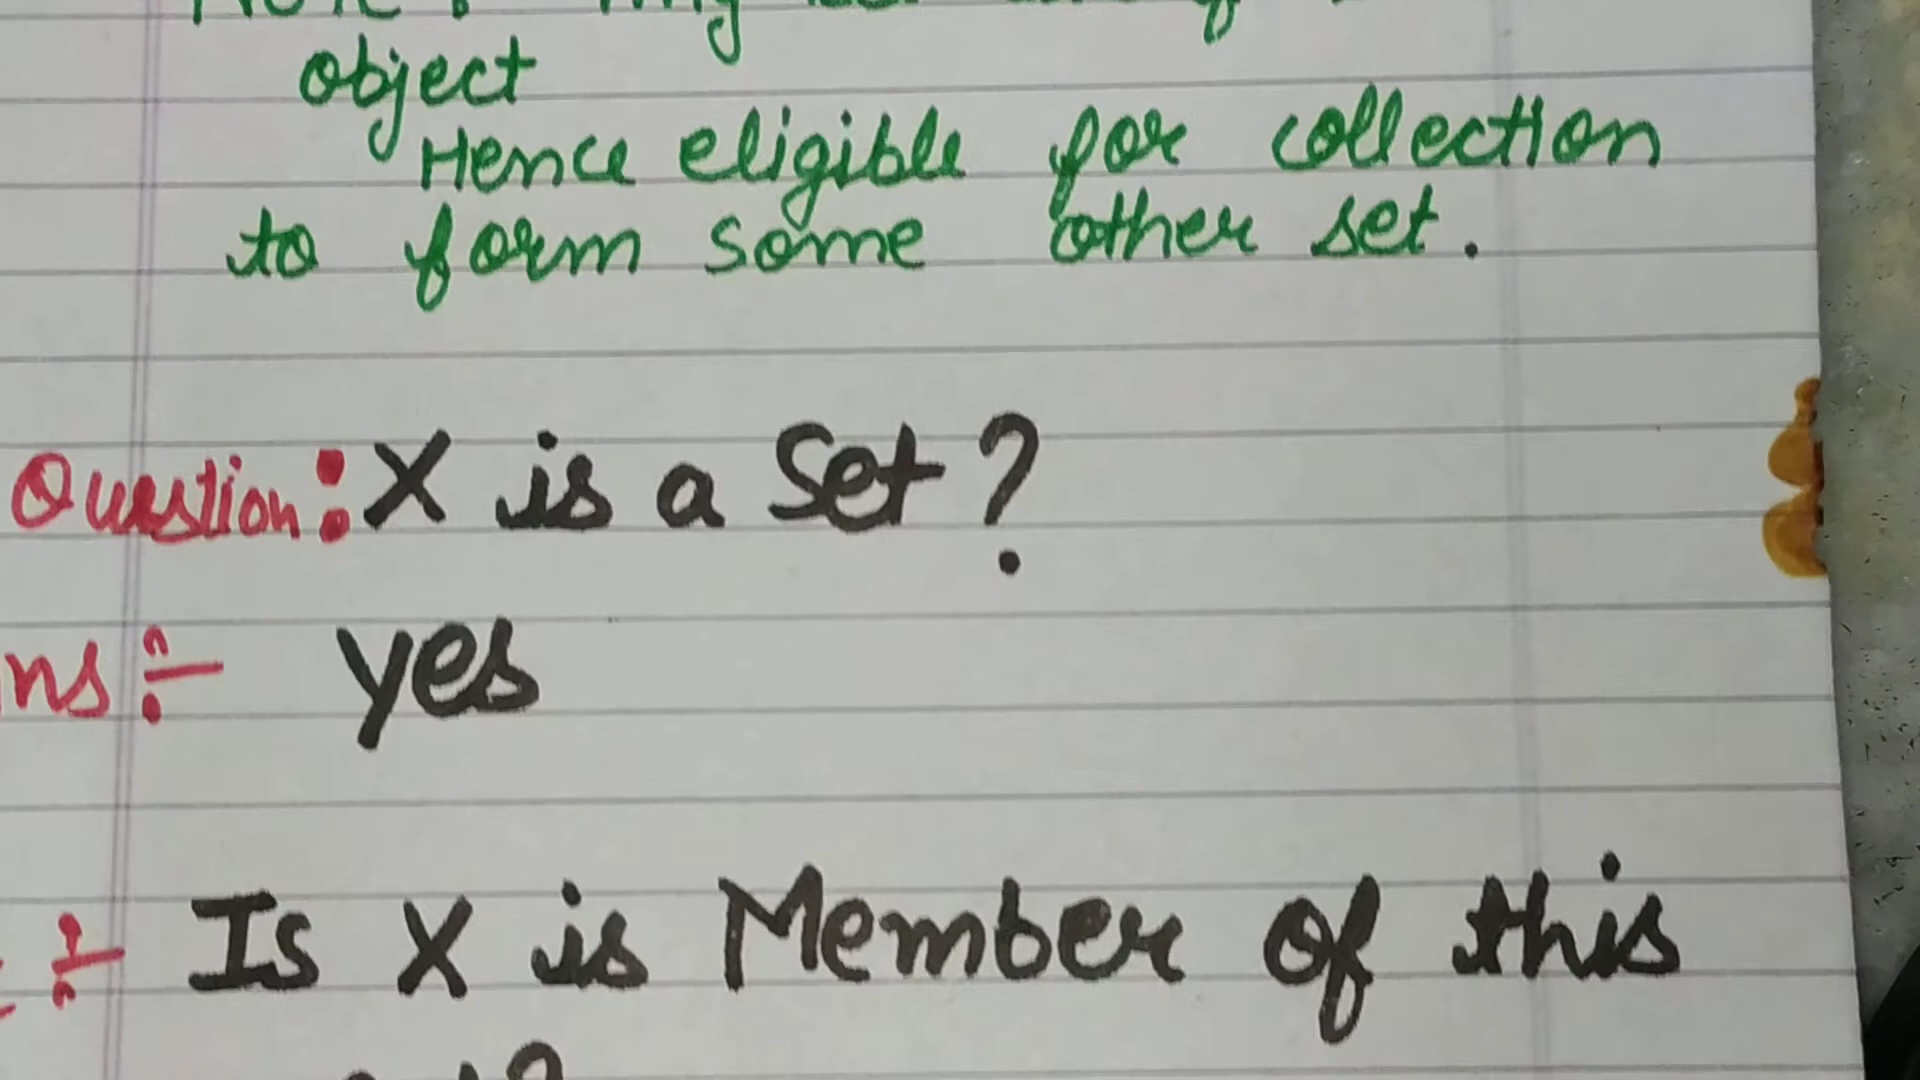 object
Hence eligible for collection
to form some other set.
Question: X is a Set?
ns :- yes
:- Is X is Member of this